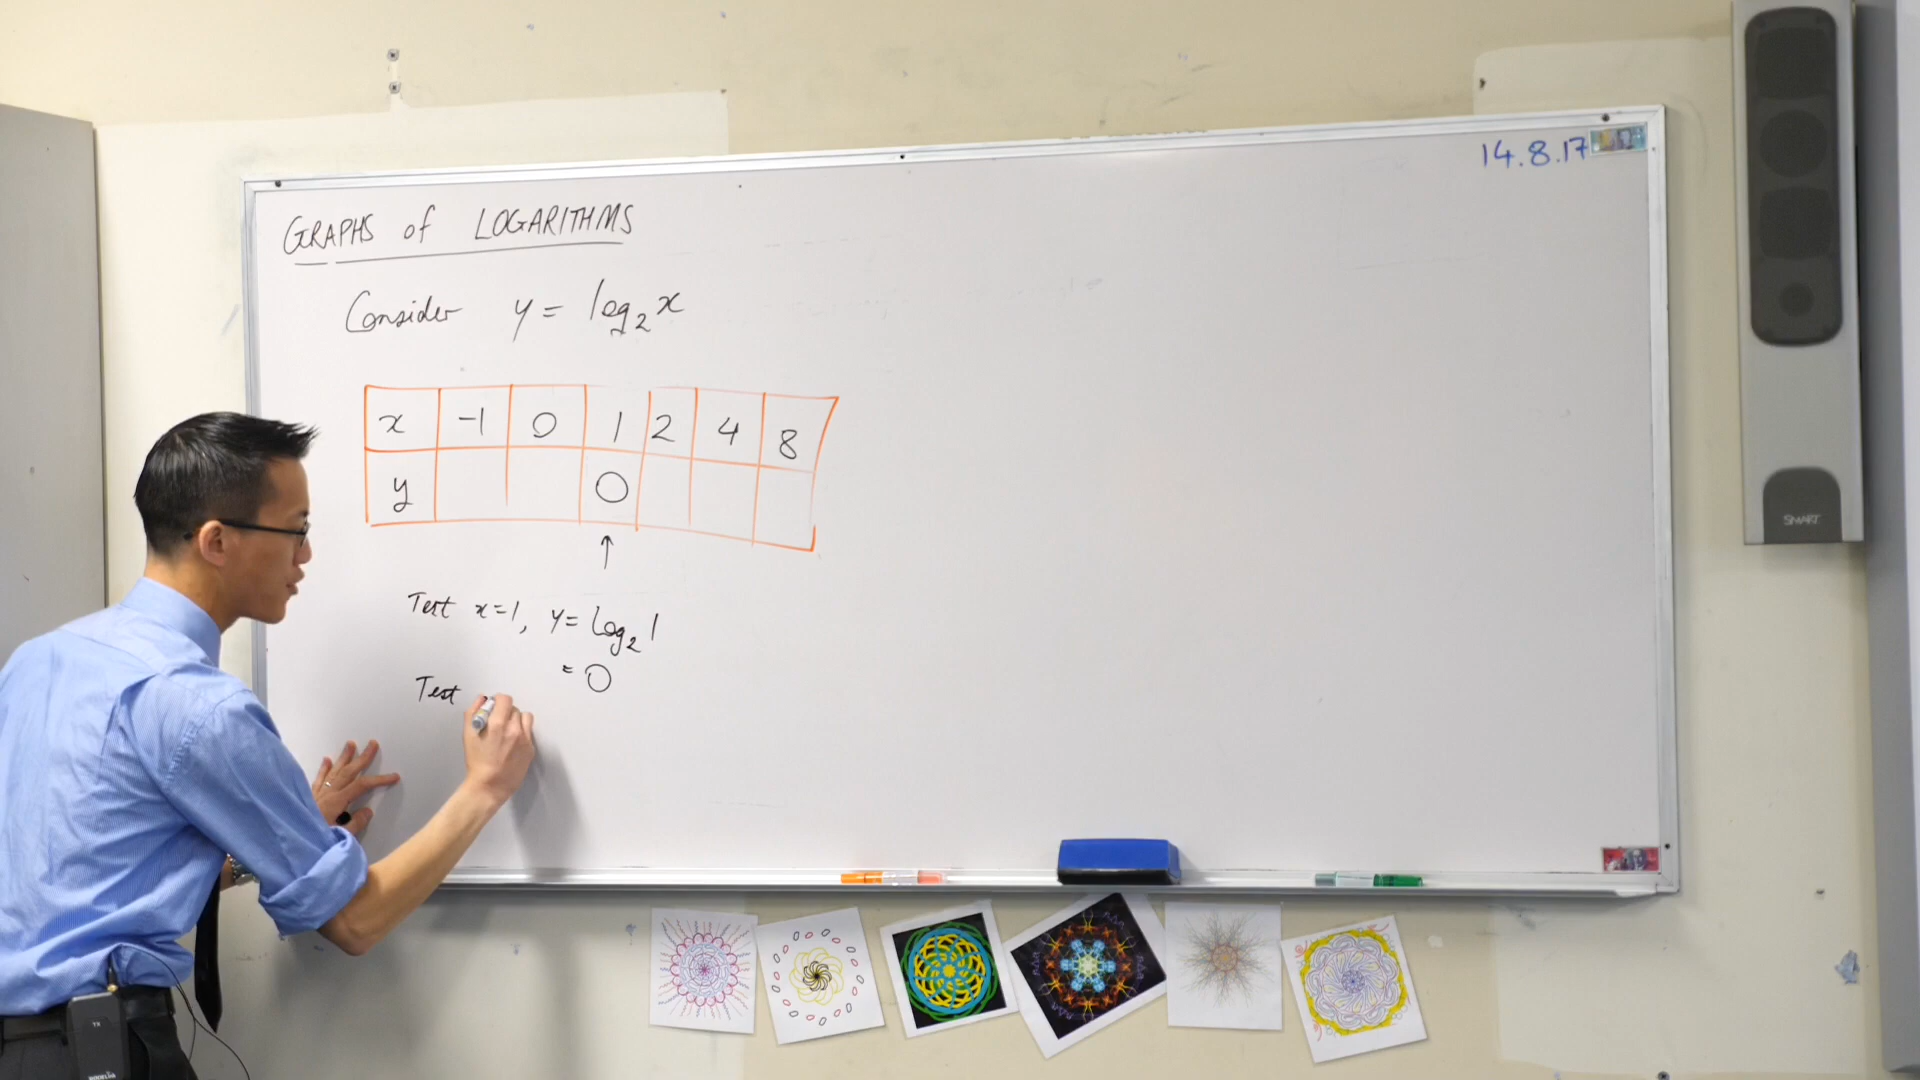 14.8.17
GRAPHS of LOGARITHMS
Consider y = log₂x
x -1 0 1 2 4 8
y 0
↑
Test x=1, y= log₂1
= 0
Test
SMART